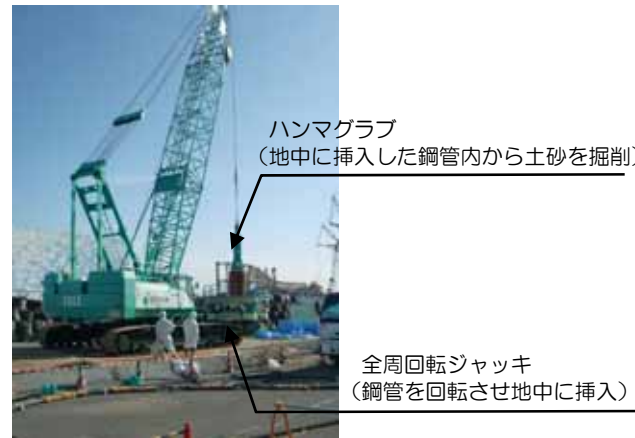 ハンマグラブ
（地中に挿入した鋼管内から土砂を掘削）
全周回転ジャッキ
（鋼管を回転させ地中に挿入）